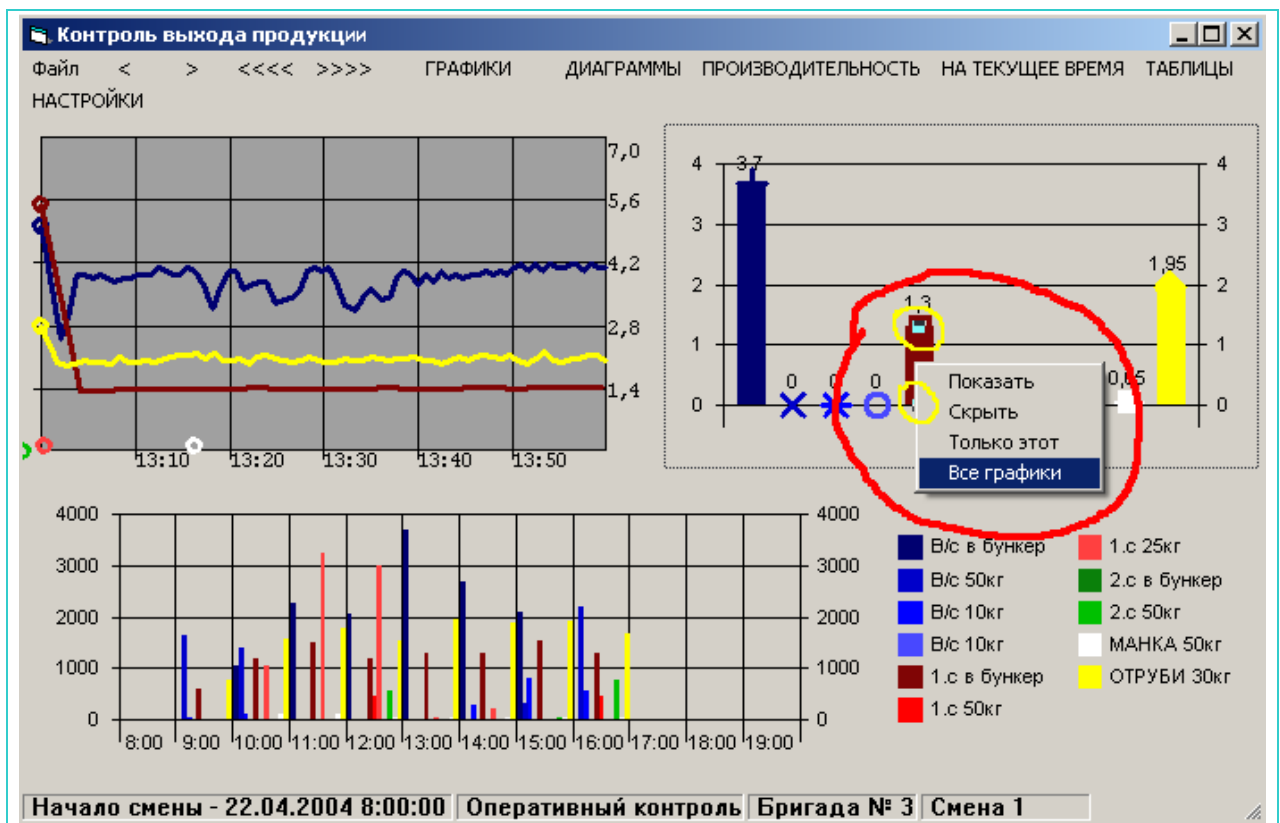 Контроль выхода продукции
Файл < > <<<< >>>> ГРАФИКИ ДИАГРАММЫ ПРОИЗВОДИТЕЛЬНОСТЬ НА ТЕКУЩЕЕ ВРЕМЯ ТАБЛИЦЫ
НАСТРОЙКИ
7,0
5,6
4,2
2,8
1,4
13:10 13:20 13:30 13:40 13:50
4 3,7 4
3 3
1,95
2 2
1,3
1 1
0 0 0 0,05
0 0
Показать
Скрыть
Только этот
Все графики
4000 4000
3000 3000
2000 2000
1000 1000
0 0
8:00 9:00 10:00 11:00 12:00 13:00 14:00 15:00 16:00 17:00 18:00 19:00
В/с в бункер 1.с 25кг
В/с 50кг 2.с в бункер
В/с 10кг 2.с 50кг
В/с 10кг МАНКА 50кг
1.с в бункер ОТРУБИ 30кг
1.с 50кг
Начало смены - 22.04.2004 8:00:00 Оперативный контроль Бригада № 3 Смена 1